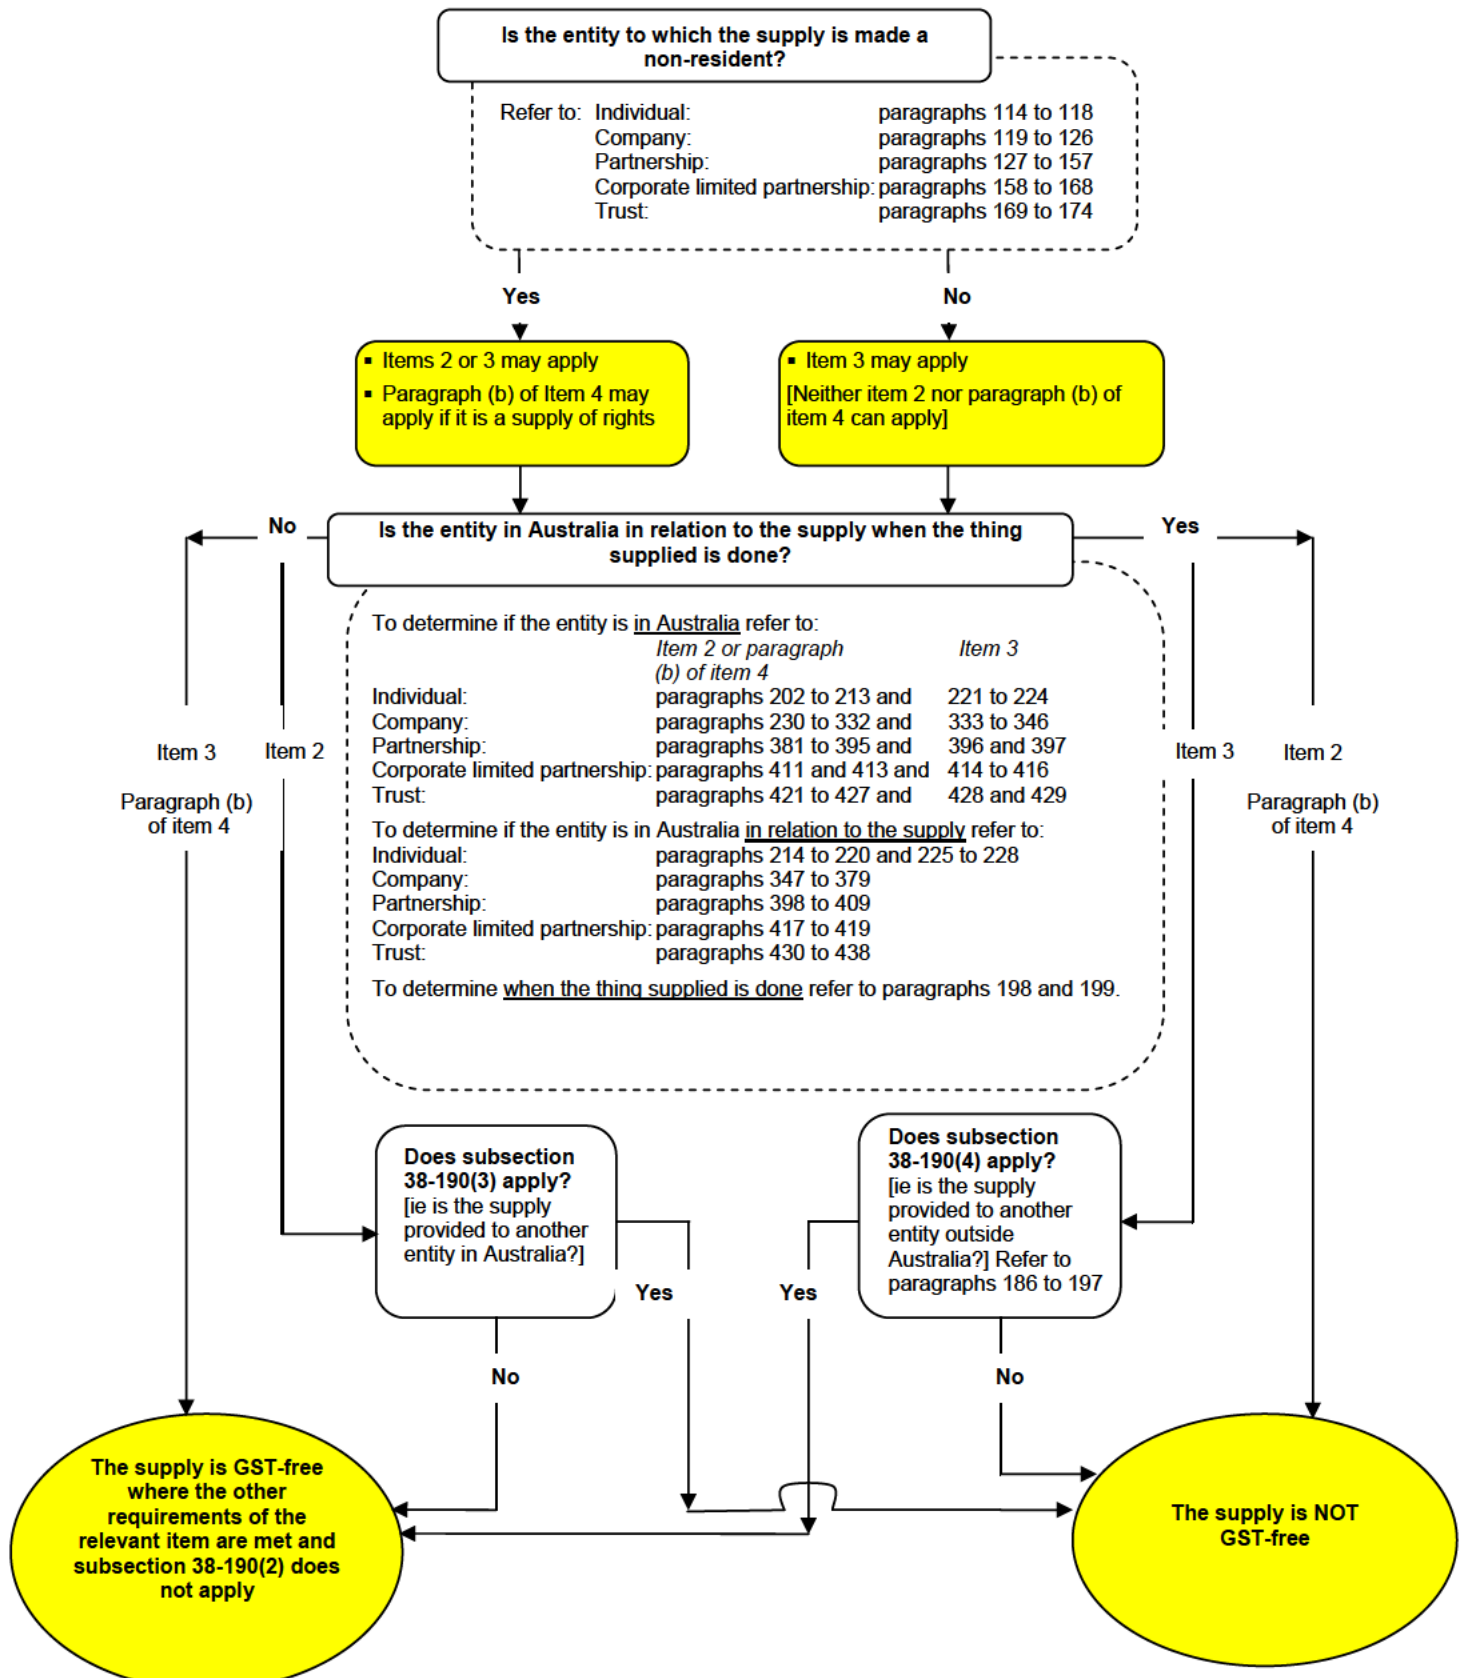 Is the entity to which the supply is made a
non-resident?
Refer to: Individual: paragraphs 114 to 118
Company: paragraphs 119 to 126
Partnership: paragraphs 127 to 157
Corporate limited partnership: paragraphs 158 to 168
Trust: paragraphs 169 to 174
Yes
No
▪ Items 2 or 3 may apply
▪ Paragraph (b) of Item 4 may
apply if it is a supply of rights
▪ Item 3 may apply
[Neither item 2 nor paragraph (b) of
item 4 can apply]
No
Is the entity in Australia in relation to the supply when the thing
supplied is done?
Yes
To determine if the entity is in Australia refer to:
Item 2 or paragraph Item 3
(b) of item 4
Individual: paragraphs 202 to 213 and 221 to 224
Company: paragraphs 230 to 332 and 333 to 346
Partnership: paragraphs 381 to 395 and 396 and 397
Corporate limited partnership: paragraphs 411 and 413 and 414 to 416
Trust: paragraphs 421 to 427 and 428 and 429
To determine if the entity is in Australia in relation to the supply refer to:
Individual: paragraphs 214 to 220 and 225 to 228
Company: paragraphs 347 to 379
Partnership: paragraphs 398 to 409
Corporate limited partnership: paragraphs 417 to 419
Trust: paragraphs 430 to 438
To determine when the thing supplied is done refer to paragraphs 198 and 199.
Item 3
Paragraph (b)
of item 4
Item 2
Item 3
Item 2
Paragraph (b)
of item 4
Does subsection
38-190(3) apply?
[ie is the supply
provided to another
entity in Australia?]
Does subsection
38-190(4) apply?
[ie is the supply
provided to another
entity outside
Australia?] Refer to
paragraphs 186 to 197
Yes
Yes
No
No
The supply is GST-free
where the other
requirements of the
relevant item are met and
subsection 38-190(2) does
not apply
The supply is NOT
GST-free